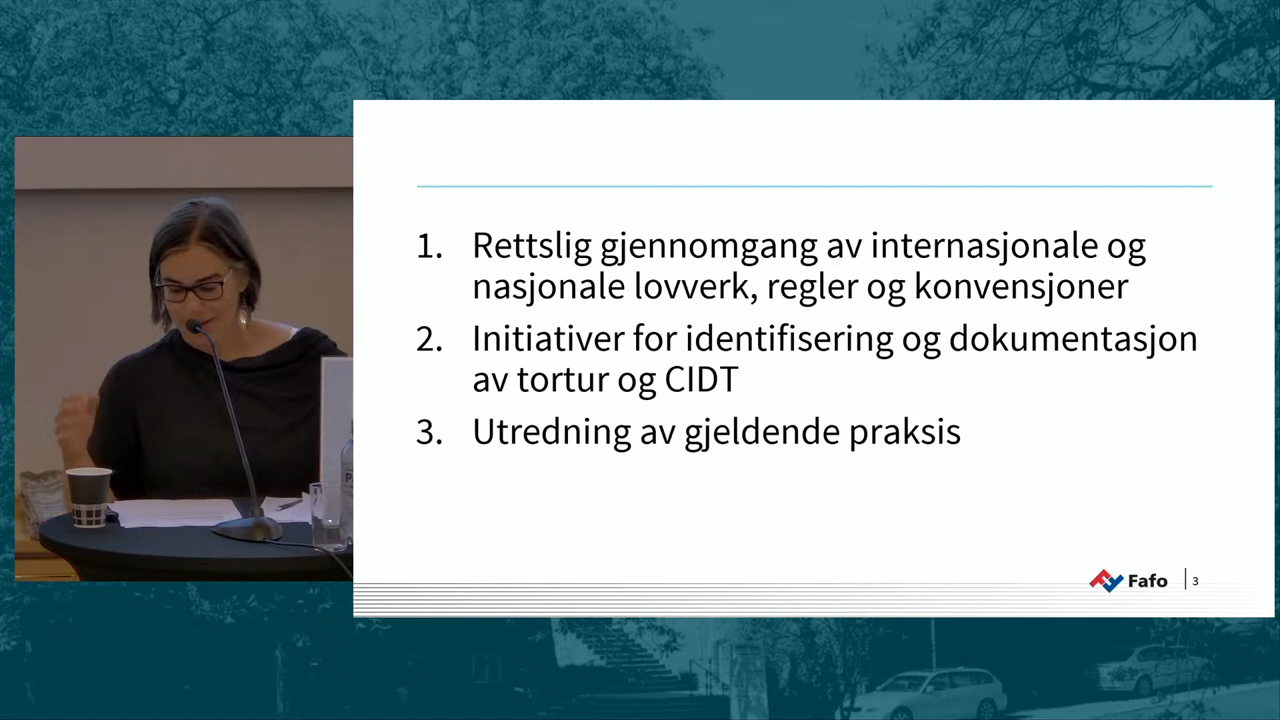 1. Rettslig gjennomgang av internasjonale og
nasjonale lovverk, regler og konvensjoner
2. Initiativer for identifisering og dokumentasjon
av tortur og CIDT
3. Utredning av gjeldende praksis
Fafo
3